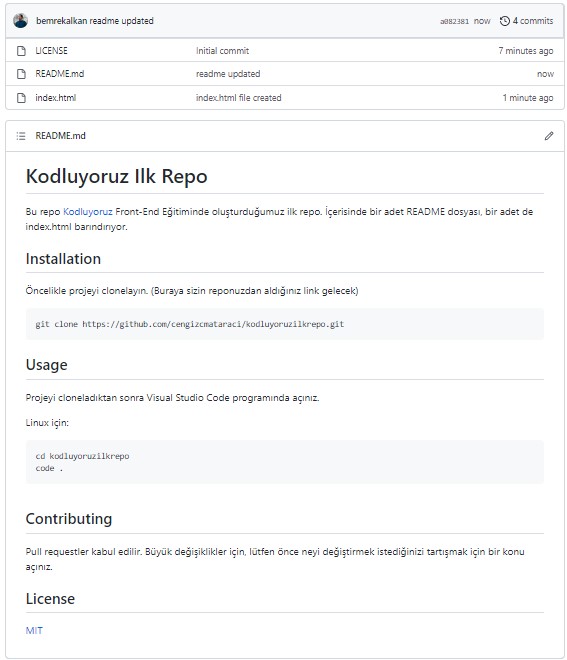 bemrekalkan readme updated a082381 now 4 commits
LICENSE Initial commit 7 minutes ago
README.md readme updated now
index.html index.html file created 1 minute ago
README.md
Kodluyoruz Ilk Repo
Bu repo Kodluyoruz Front-End Eğitiminde oluşturduğumuz ilk repo. İçerisinde bir adet README dosyası, bir adet de
index.html barındırıyor.
Installation
Öncelikle projeyi clonelayın. (Buraya sizin reponuzdan aldığınız link gelecek)
git clone https://github.com/cengizcmataraci/kodluyoruzilkrepo.git
Usage
Projeyi cloneladıktan sonra Visual Studio Code programında açınız.
Linux için:
cd kodluyoruzilkrepo
code .
Contributing
Pull requestler kabul edilir. Büyük değişiklikler için, lütfen önce neyi değiştirmek istediğinizi tartışmak için bir konu
açınız.
License
MIT